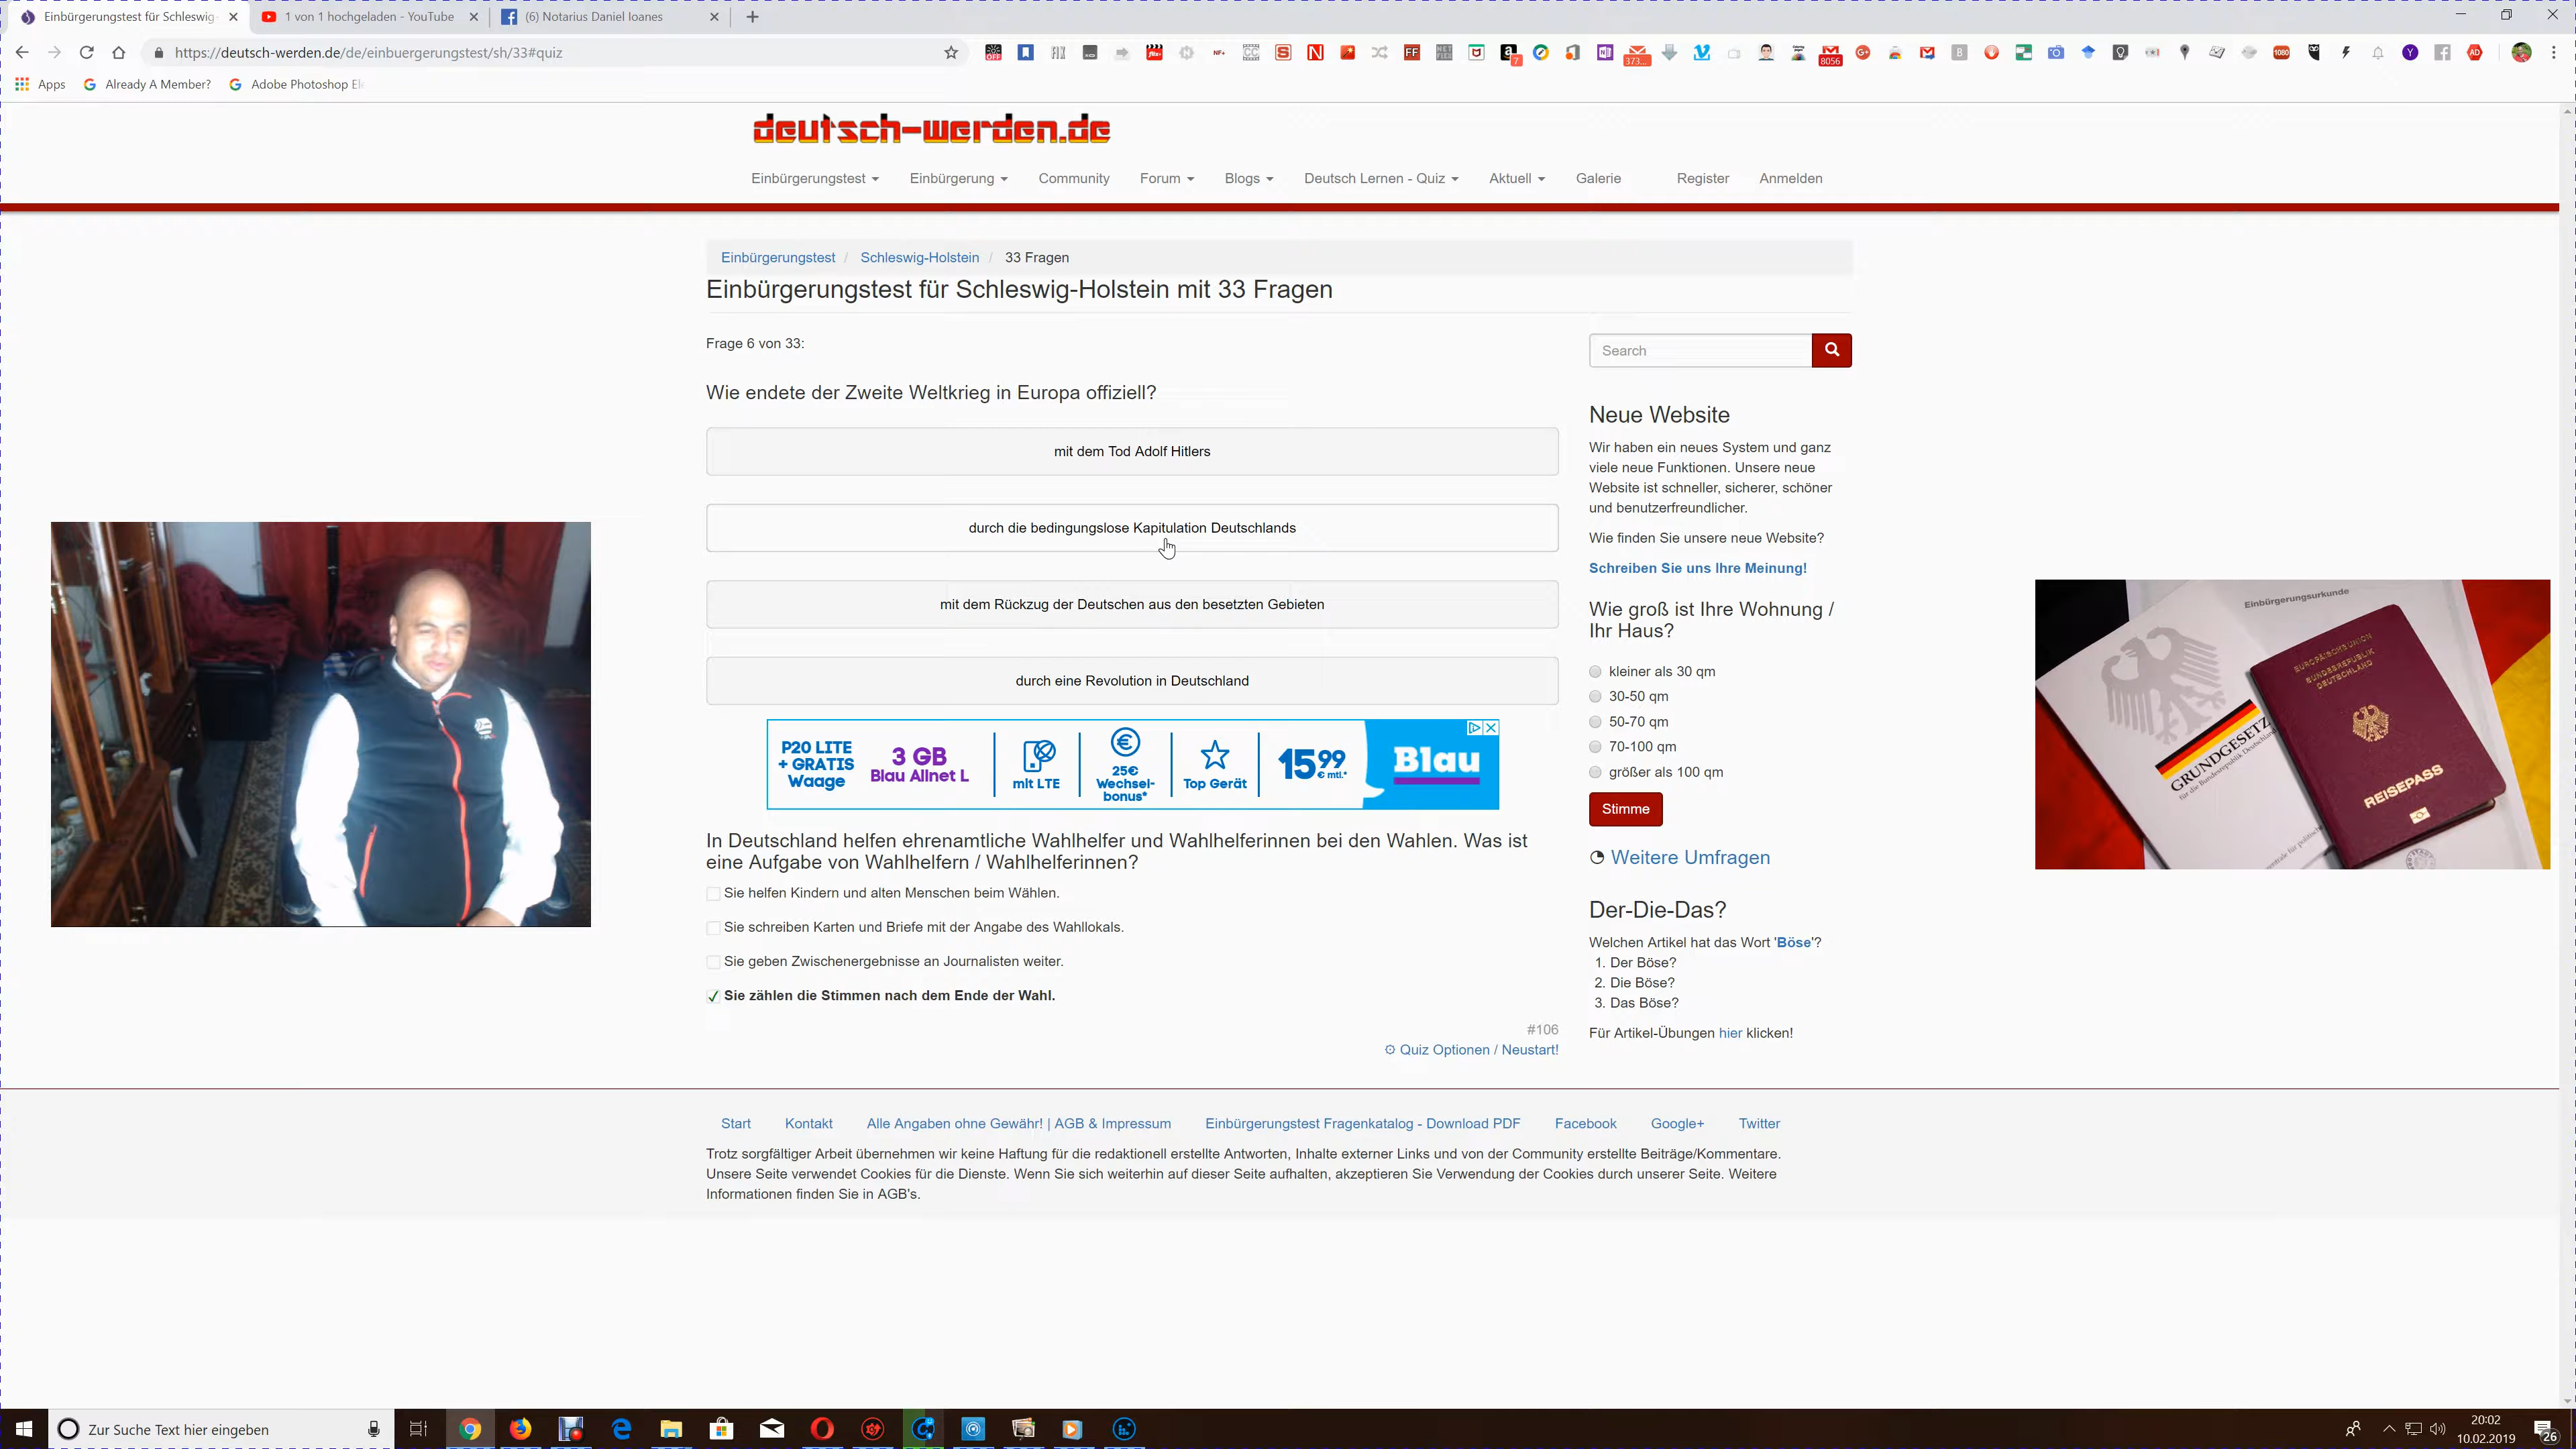 Einbürgerungstest für Schleswig-
1 von 1 hochgeladen - YouTube
(6) Notarius Daniel Ioanes
https://deutsch-werden.de/de/einbuergerungstest/sh/33#quiz
Apps
Already A Member?
Adobe Photoshop Ele
deutsch-werden.de
Einbürgerungstest
Einbürgerung
Community
Forum
Blogs
Deutsch Lernen - Quiz
Aktuell
Galerie
Register
Anmelden
Einbürgerungstest / Schleswig-Holstein / 33 Fragen
Einbürgerungstest für Schleswig-Holstein mit 33 Fragen
Frage 6 von 33:
Wie endete der Zweite Weltkrieg in Europa offiziell?
mit dem Tod Adolf Hitlers
durch die bedingungslose Kapitulation Deutschlands
mit dem Rückzug der Deutschen aus den besetzten Gebieten
durch eine Revolution in Deutschland
P20 LITE
+ GRATIS
Waage
3 GB
Blau Allnet L
mit LTE
25€
Wechsel-
bonus*
Top Gerät
15,99
€ mtl.*
Blau
In Deutschland helfen ehrenamtliche Wahlhelfer und Wahlhelferinnen bei den Wahlen. Was ist
eine Aufgabe von Wahlhelfern / Wahlhelferinnen?
Sie helfen Kindern und alten Menschen beim Wählen.
Sie schreiben Karten und Briefe mit der Angabe des Wahllokals.
Sie geben Zwischenergebnisse an Journalisten weiter.
Sie zählen die Stimmen nach dem Ende der Wahl.
#106
Quiz Optionen / Neustart!
Search
Neue Website
Wir haben ein neues System und ganz
viele neue Funktionen. Unsere neue
Website ist schneller, sicherer, schöner
und benutzerfreundlicher.
Wie finden Sie unsere neue Website?
Schreiben Sie uns Ihre Meinung!
Wie groß ist Ihre Wohnung /
Ihr Haus?
kleiner als 30 qm
30-50 qm
50-70 qm
70-100 qm
größer als 100 qm
Stimme
Weitere Umfragen
Der-Die-Das?
Welchen Artikel hat das Wort 'Böse'?
1. Der Böse?
2. Die Böse?
3. Das Böse?
Für Artikel-Übungen hier klicken!
Einbürgerungsurkunde
GRUNDGESETZ
EUROPÄISCHE UNION
BUNDESREPUBLIK
DEUTSCHLAND
REISEPASS
Start
Kontakt
Alle Angaben ohne Gewähr! | AGB & Impressum
Einbürgerungstest Fragenkatalog - Download PDF
Facebook
Google+
Twitter
Trotz sorgfältiger Arbeit übernehmen wir keine Haftung für die redaktionell erstellte Antworten, Inhalte externer Links und von der Community erstellte Beiträge/Kommentare.
Unsere Seite verwendet Cookies für die Dienste. Wenn Sie sich weiterhin auf dieser Seite aufhalten, akzeptieren Sie Verwendung der Cookies durch unserer Seite. Weitere
Informationen finden Sie in AGB's.
Zur Suche Text hier eingeben
20:02
10.02.2019
26